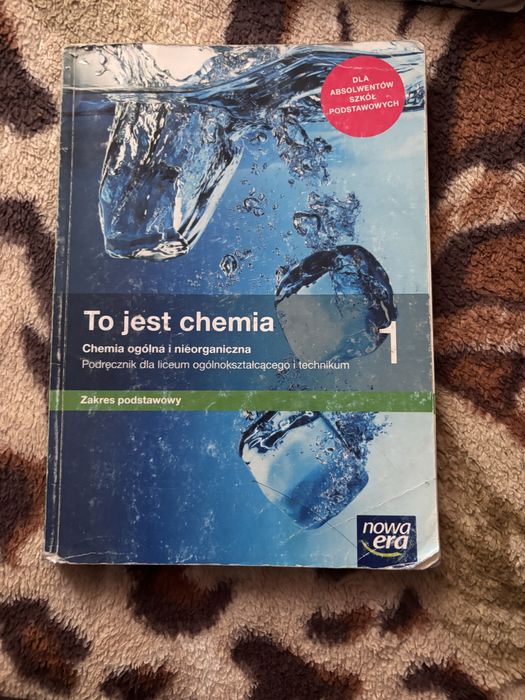 DLA
ABSOLWENTÓW
SZKÓŁ
PODSTAWOWYCH
To jest chemia
1
Chemia ogólna i nieorganiczna
Podręcznik dla liceum ogólnokształcącego i technikum
Zakres podstawowy
nowa
era